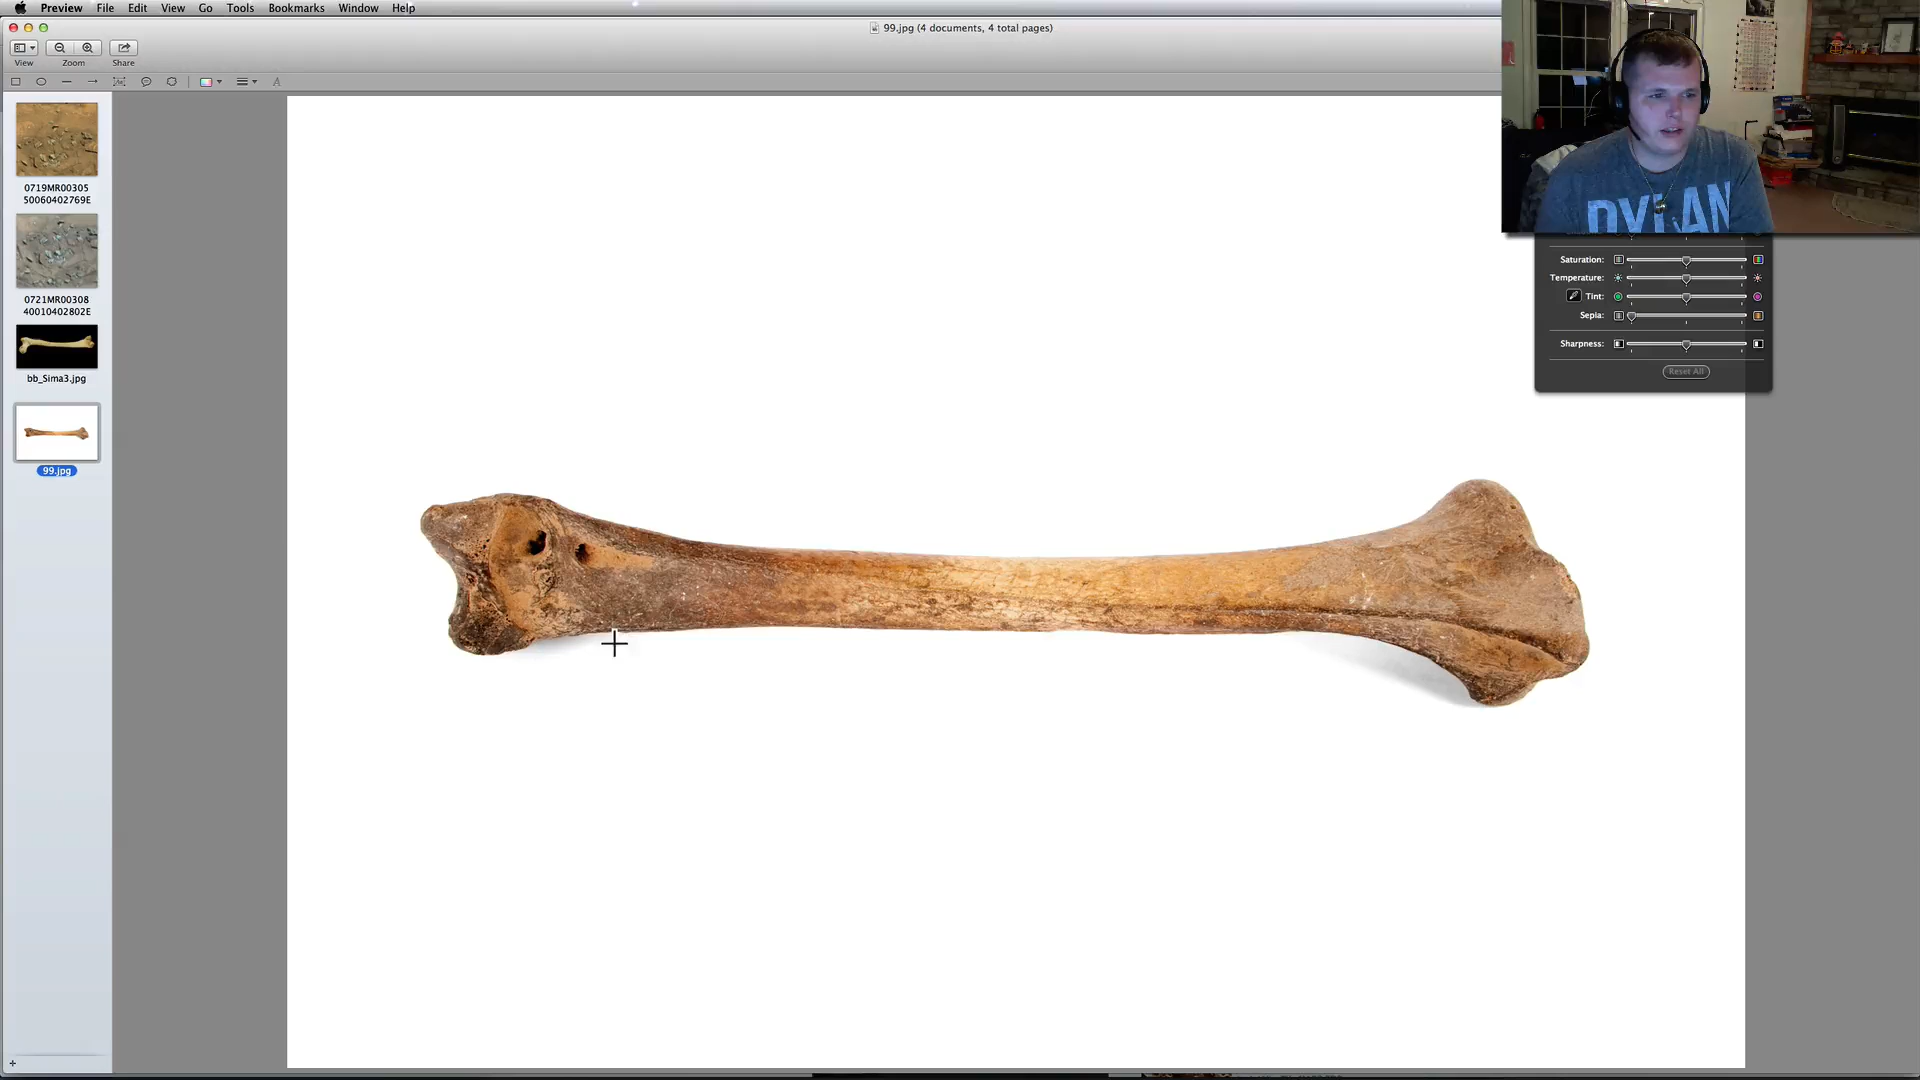 Preview File Edit View Go Tools Bookmarks Window Help
99.jpg (4 documents, 4 total pages)
View Zoom Share
A
0719MR00305
50060402769E
0721MR00308
40010402802E
bb_Sima3.jpg
99.jpg
DYLAN
Saturation:
Temperature:
Tint:
Sepia:
Sharpness:
Reset All